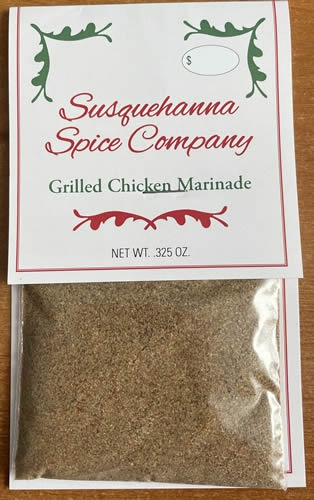 $
Susquehanna
Spice Company
Grilled Chicken Marinade
NET WT. .325 OZ.